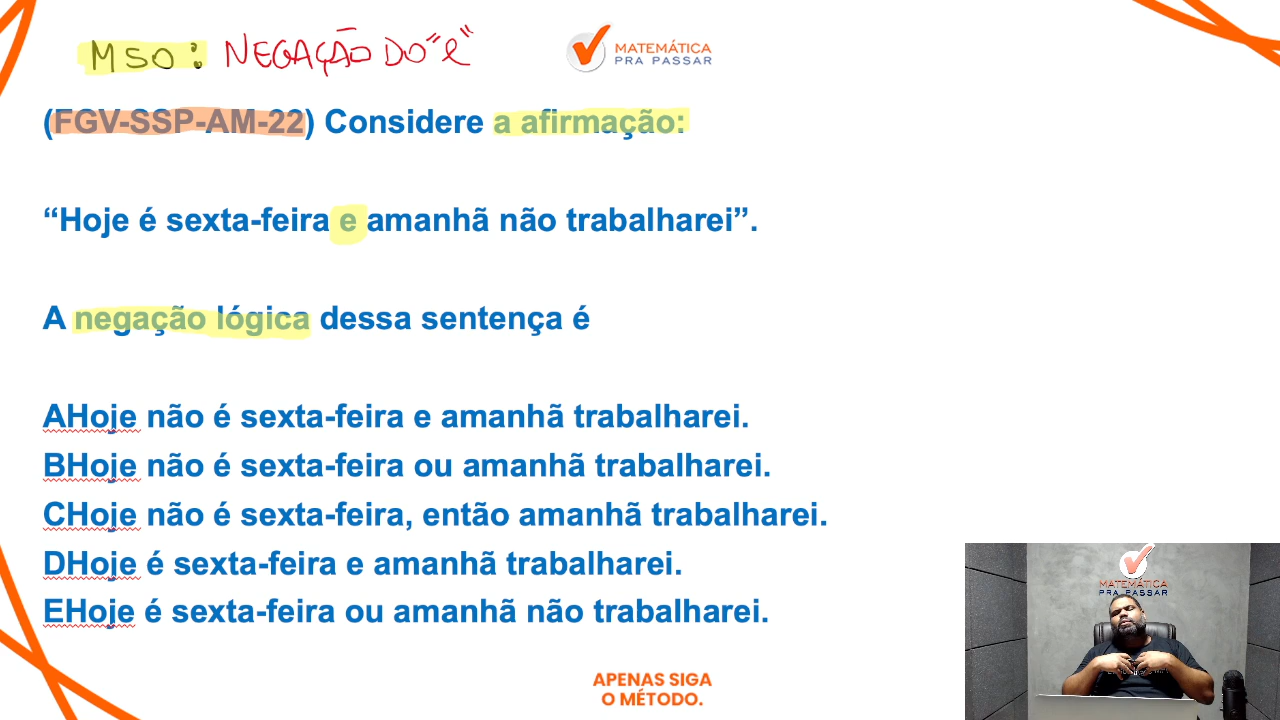 MSO: NEGAÇÃO DO "e"
MATEMÁTICA
PRA PASSAR
(FGV-SSP-AM-22) Considere a afirmação:
“Hoje é sexta-feira e amanhã não trabalharei”.
A negação lógica dessa sentença é
AHoje não é sexta-feira e amanhã trabalharei.
BHoje não é sexta-feira ou amanhã trabalharei.
CHoje não é sexta-feira, então amanhã trabalharei.
DHoje é sexta-feira e amanhã trabalharei.
EHoje é sexta-feira ou amanhã não trabalharei.
MATEMÁTICA
PRA PASSAR
APENAS SIGA
O MÉTODO.